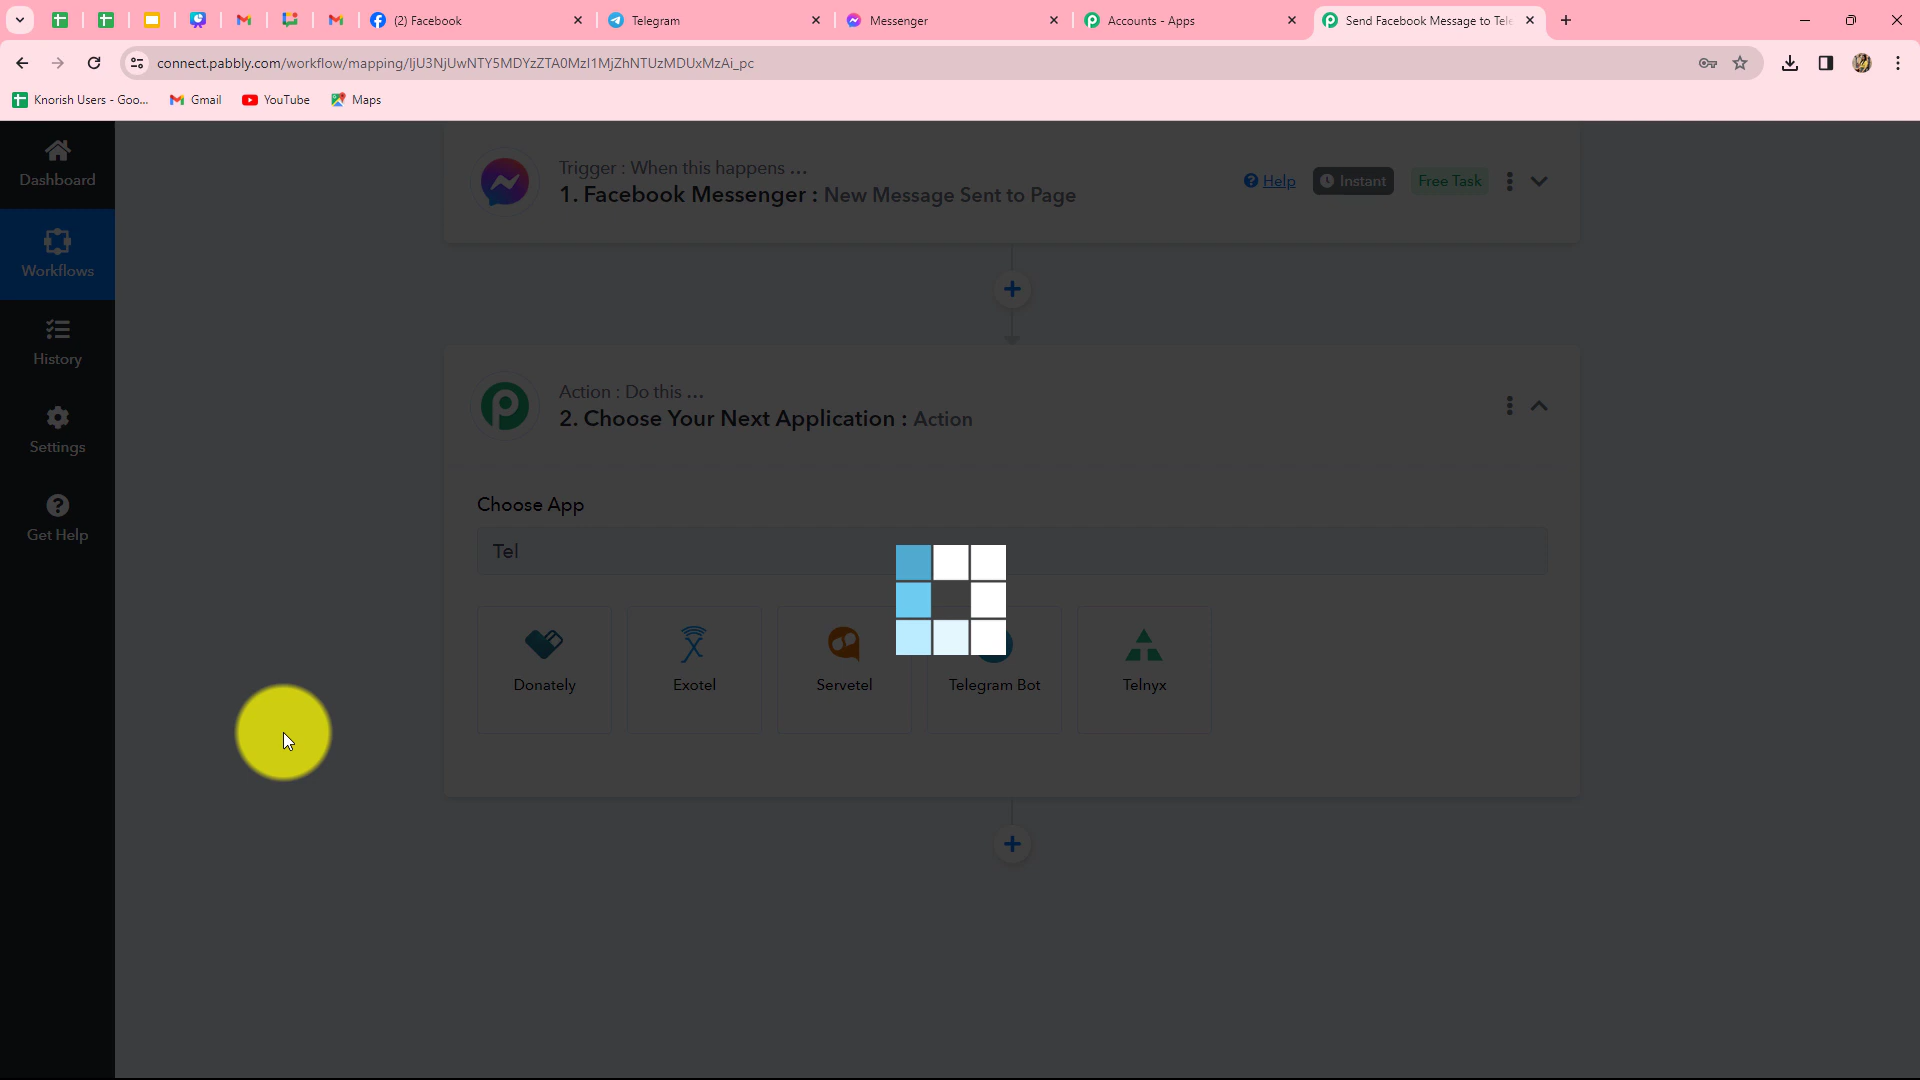 (2) Facebook
Telegram
Messenger
Accounts - Apps
Send Facebook Message to Tele
connect.pabbly.com/workflow/mapping/IjU3NjUwNTY5MDYzZTA0MzI1MjZhNTUzMDUxMzAi_pc
Knorish Users - Goo...
Gmail
YouTube
Maps
Dashboard
Workflows
History
Settings
Get Help
Trigger : When this happens ...
1. Facebook Messenger : New Message Sent to Page
Help
Instant
Free Task
Action : Do this ...
2. Choose Your Next Application : Action
Choose App
Tel
Donately
Exotel
Servetel
Telegram Bot
Telnyx